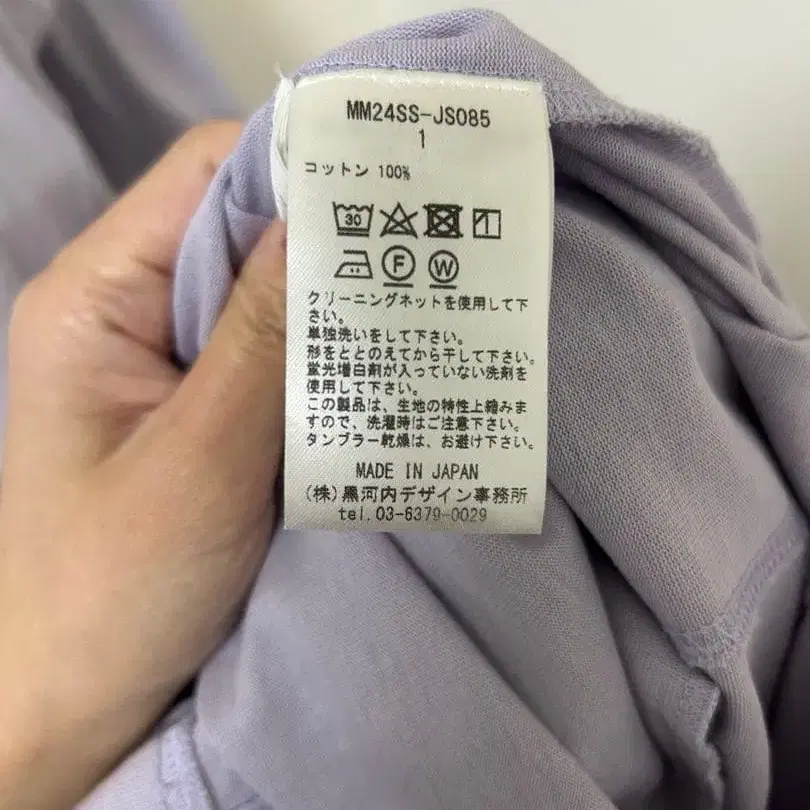 MM24SS-JS085
1
コットン 100%
30
F W
クリーニングネットを使用して下
さい。
単独洗いをして下さい。
形をととのえてから干して下さい。
蛍光増白剤が入っていない洗剤を
使用して下さい。
この製品は、生地の特性上縮みま
すので、洗濯時はご注意下さい。
タンブラー乾燥は、お避け下さい。
MADE IN JAPAN
(株)黒河内デザイン事務所
tel.03-6379-0029